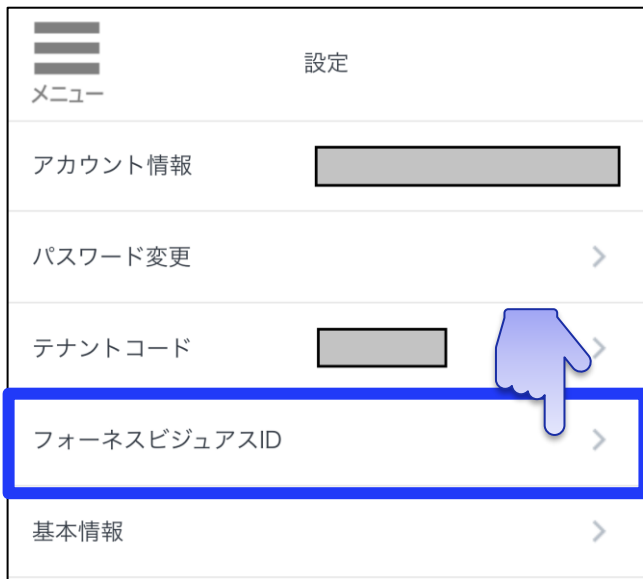 設定
メニュー
アカウント情報
パスワード変更
テナントコード
フォーネスビジュアスID
基本情報